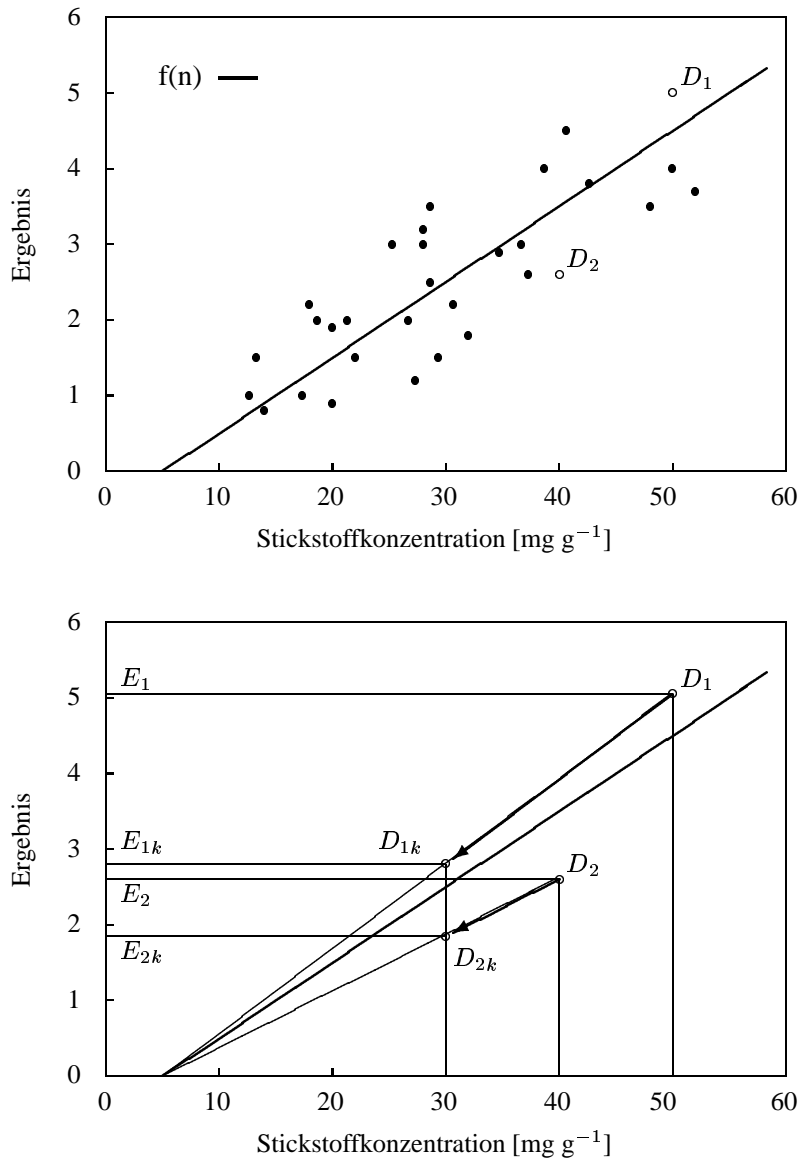 6
f(n)
D₁
5
4
Ergebnis
3
D₂
2
1
0
0 10 20 30 40 50 60
Stickstoffkonzentration [mg g⁻¹]
6
E₁
D₁
5
4
Ergebnis
E₁ₖ
D₁ₖ
3
D₂
E₂
2
E₂ₖ
D₂ₖ
1
0
0 10 20 30 40 50 60
Stickstoffkonzentration [mg g⁻¹]